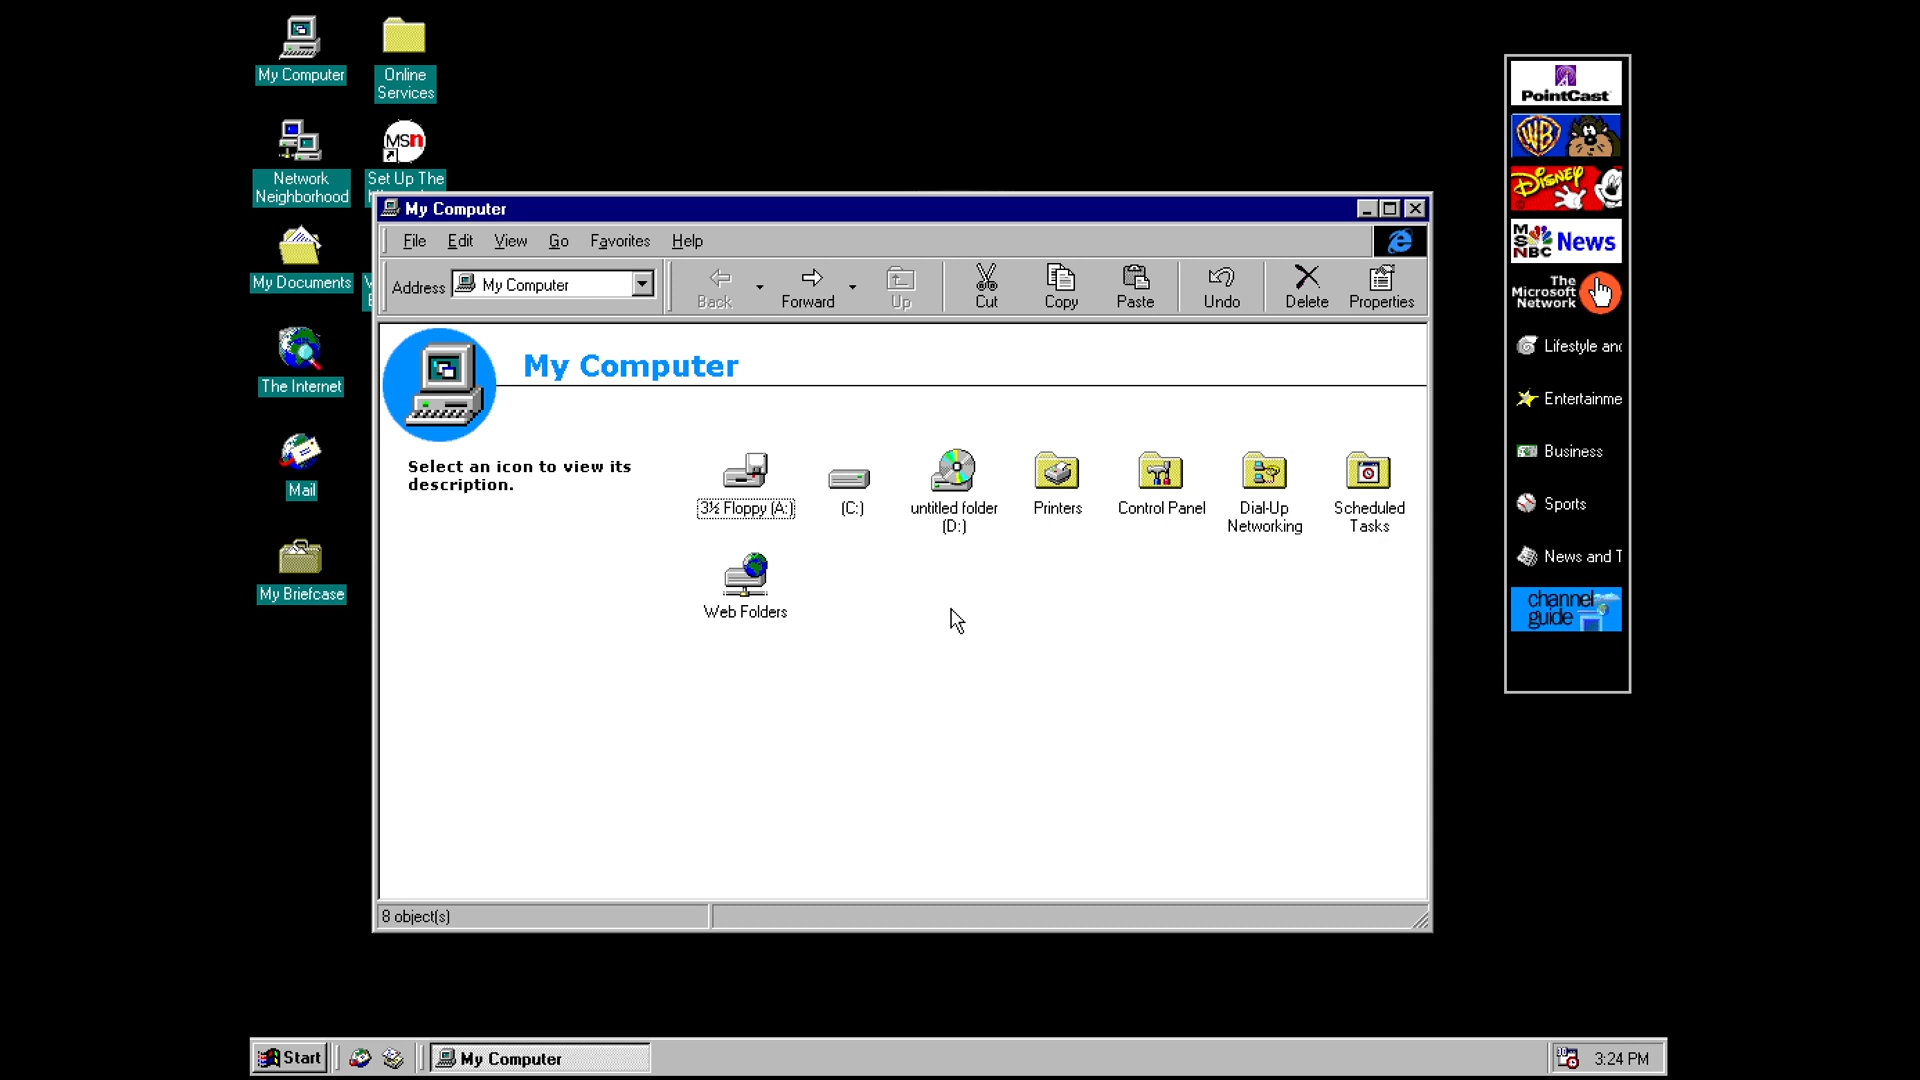 My Computer
Online
Services
Network
Neighborhood
MSn
Set Up The
My Documents
The Internet
Mail
My Briefcase
My Computer
File Edit View Go Favorites Help
Address My Computer
Back Forward Up Cut Copy Paste Undo Delete Properties
My Computer
Select an icon to view its
description.
3½ Floppy (A:)
(C:)
untitled folder
(D:)
Printers
Control Panel
Dial-Up
Networking
Scheduled
Tasks
Web Folders
8 object(s)
PointCast
WB
DISNEY
MSNBC News
The
Microsoft
Network
Lifestyle and
Entertainme
Business
Sports
News and T
channel
guide
Start
My Computer
3:24 PM